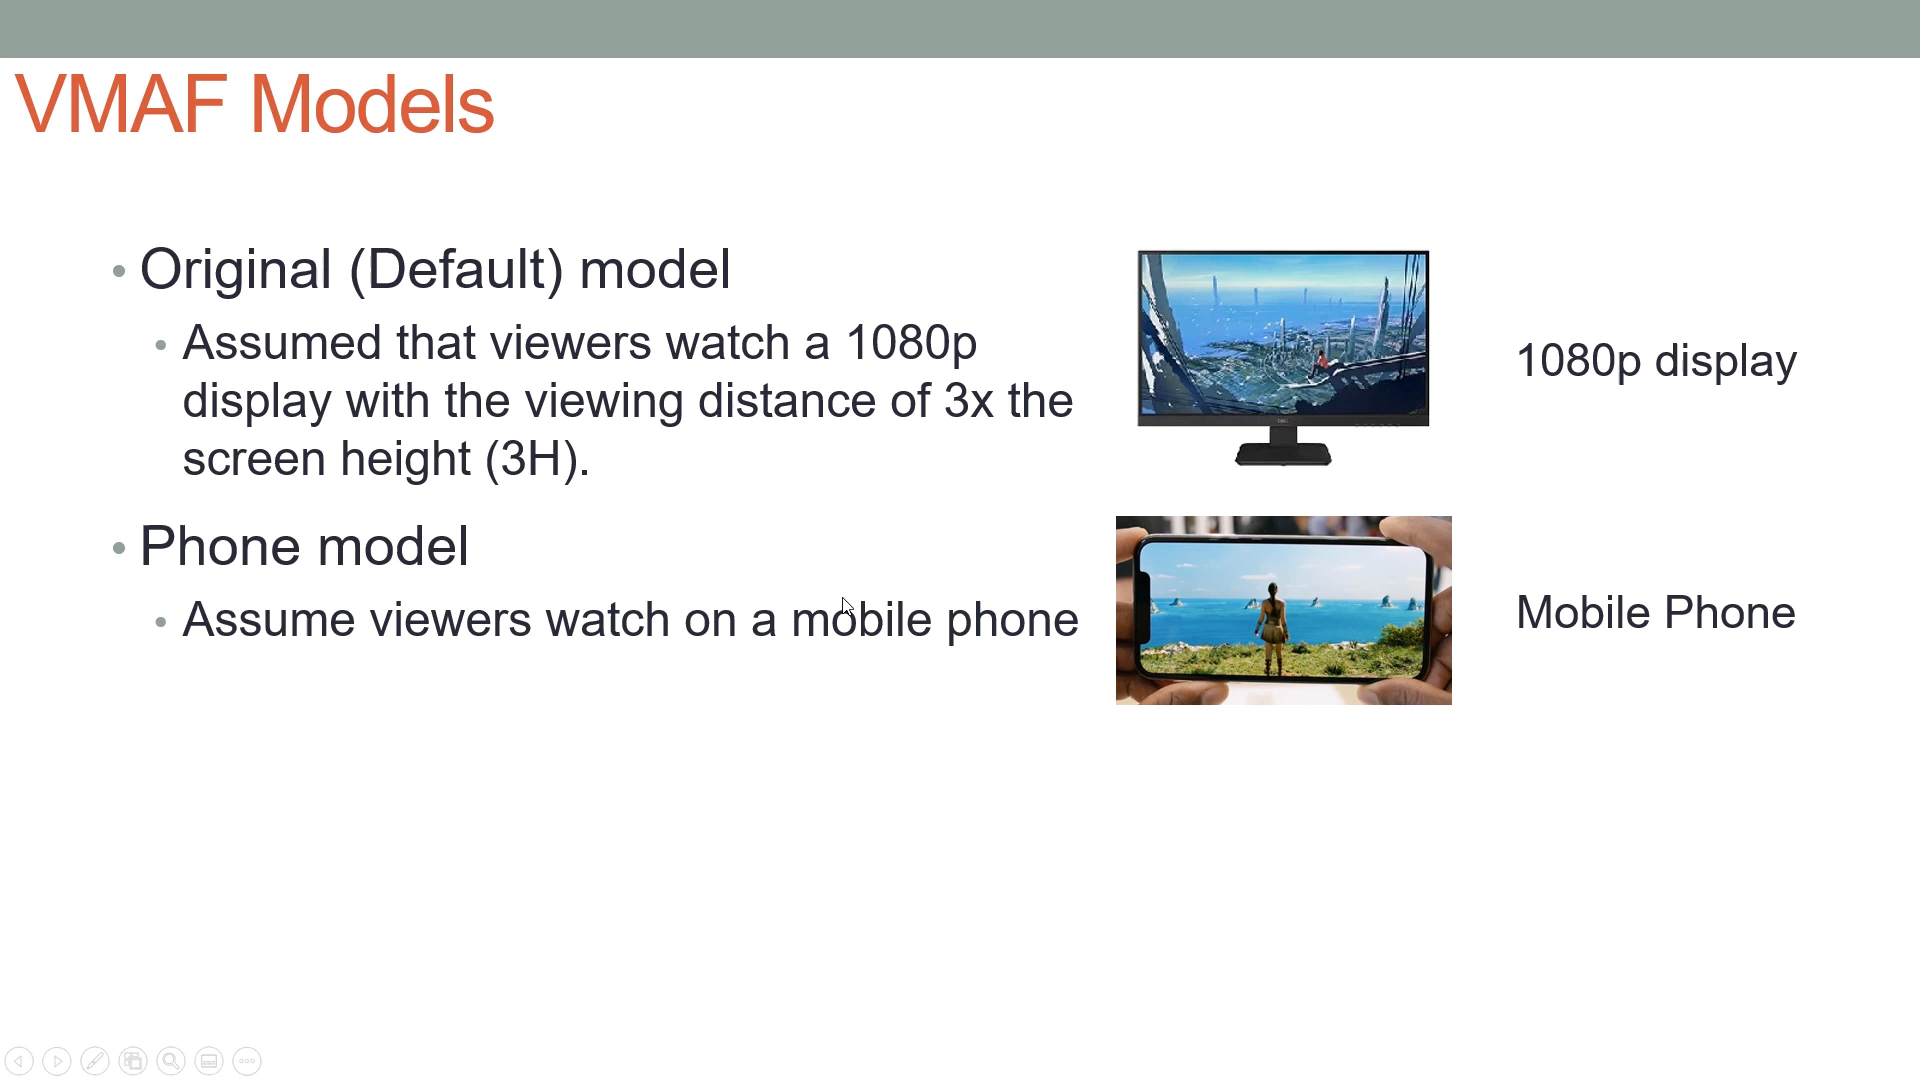 VMAF Models
• Original (Default) model
• Assumed that viewers watch a 1080p
display with the viewing distance of 3x the
screen height (3H).
1080p display
• Phone model
• Assume viewers watch on a mobile phone
Mobile Phone